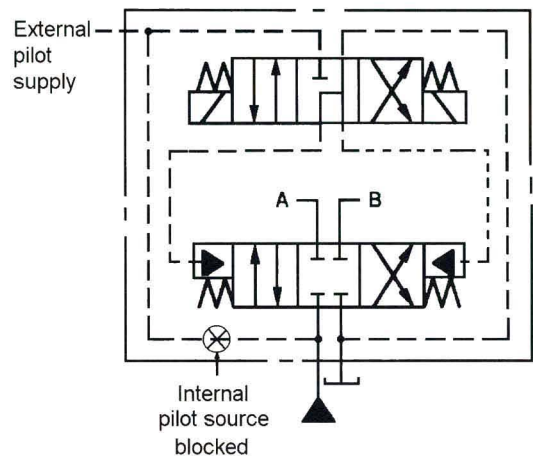 External
pilot
supply
A
B
Internal
pilot source
blocked